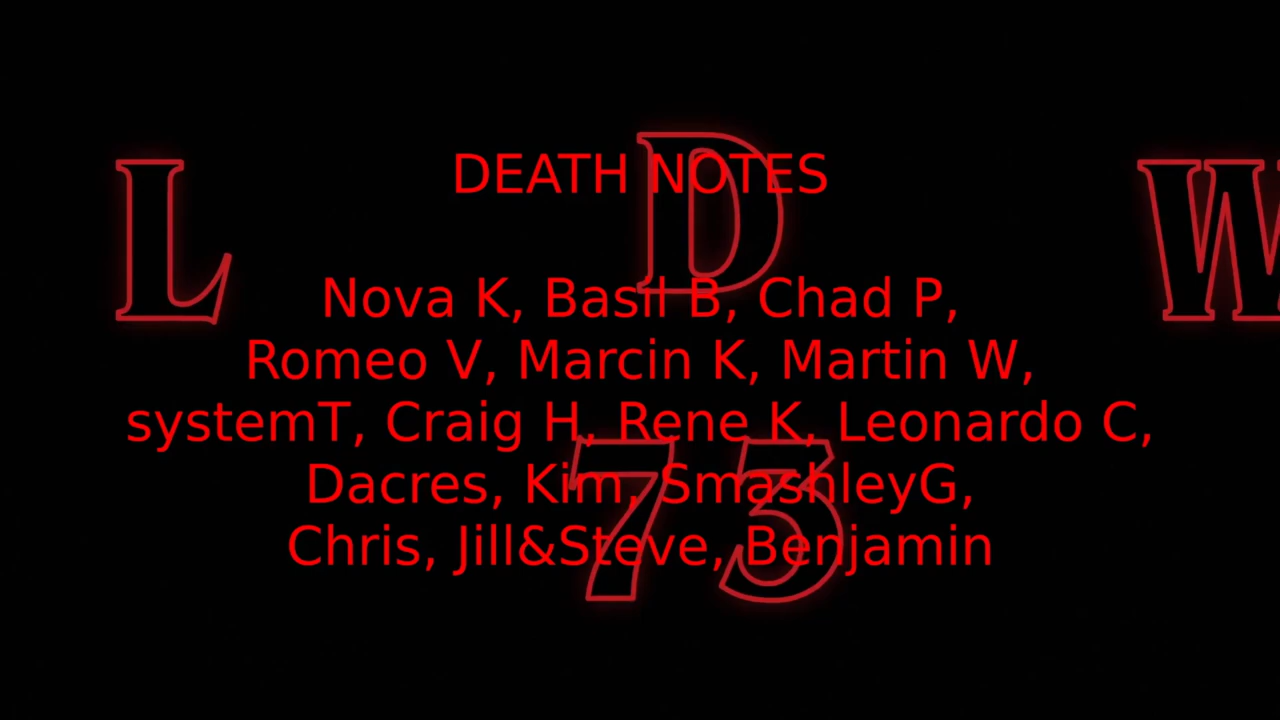 L D W
DEATH NOTES
Nova K, Basil B, Chad P,
Romeo V, Marcin K, Martin W,
systemT, Craig H, Rene K, Leonardo C,
Dacres, Kim, SmashleyG,
Chris, Jill&Steve, Benjamin
73